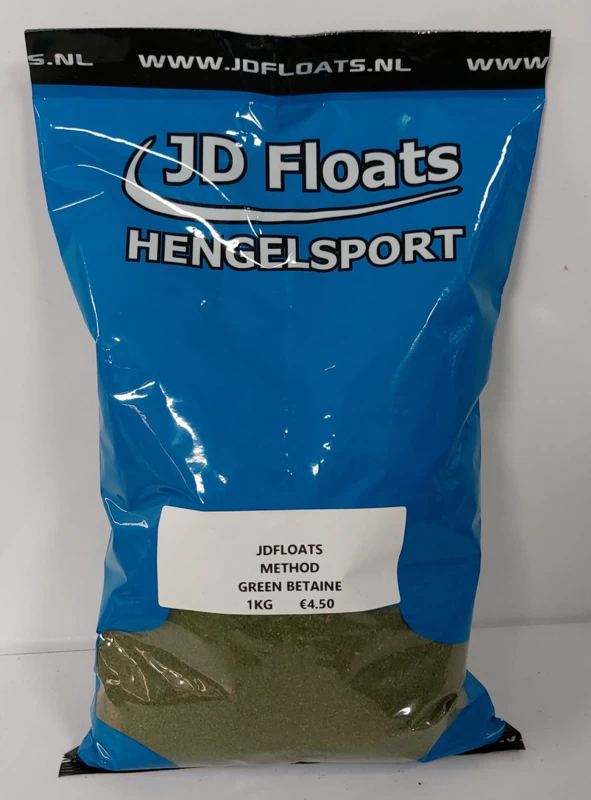 S.NL WWW.JDFLOATS.NL WWW
JD Floats
HENGELSPORT
JDFLOATS
METHOD
GREEN BETAINE
1KG €4.50